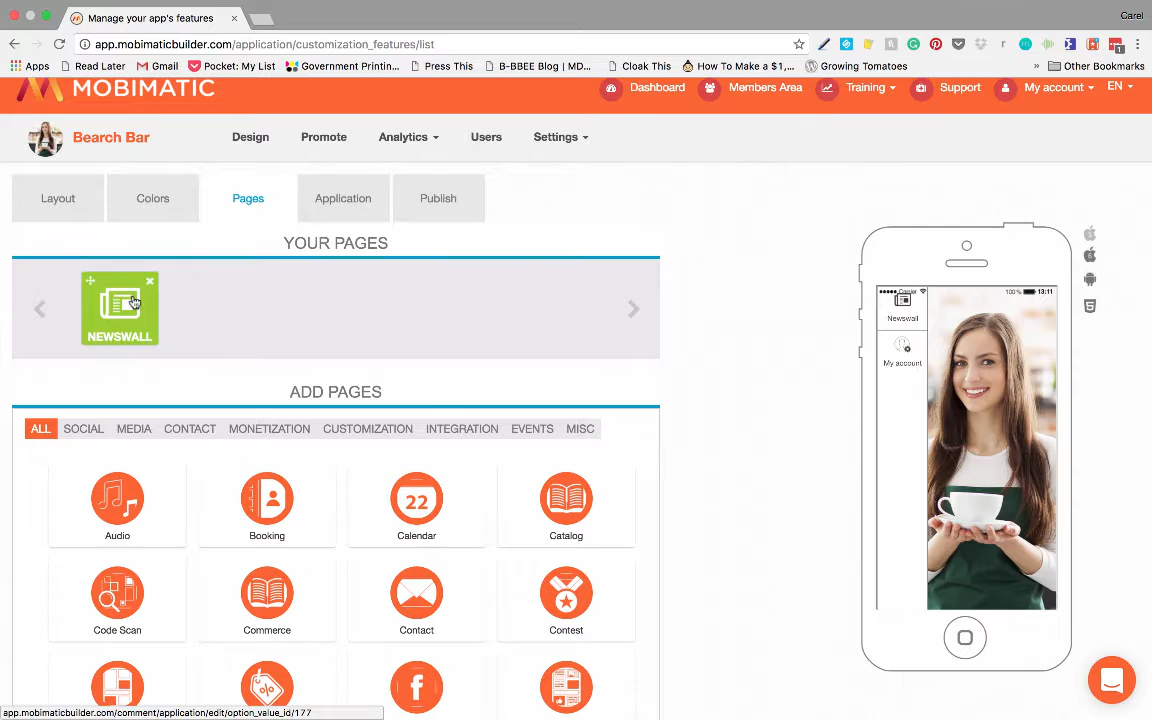 Manage your app's features
Carel
app.mobimaticbuilder.com/application/customization_features/list
Apps Read Later Gmail Pocket: My List Government Printin... Press This B-BBEE Blog | MD... Cloak This How To Make a $1,... Growing Tomatoes » Other Bookmarks
MOBIMATIC Dashboard Members Area Training Support My account EN
Bearch Bar Design Promote Analytics Users Settings
Layout Colors Pages Application Publish
YOUR PAGES
NEWSWALL
Carrier 100 % 13:11
Newswall
My account
ADD PAGES
ALL SOCIAL MEDIA CONTACT MONETIZATION CUSTOMIZATION INTEGRATION EVENTS MISC
22
Audio Booking Calendar Catalog
Code Scan Commerce Contact Contest
app.mobimaticbuilder.com/comment/application/edit/option_value_id/177